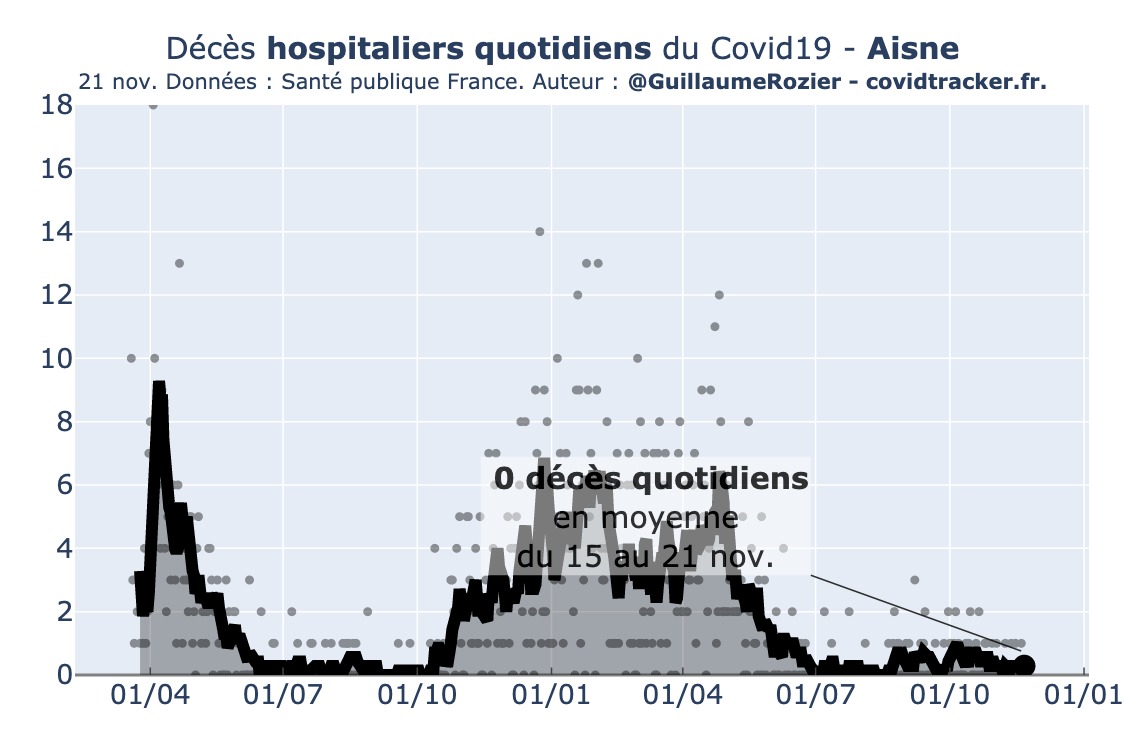 Décès hospitaliers quotidiens du Covid19 - Aisne
21 nov. Données : Santé publique France. Auteur : @GuillaumeRozier - covidtracker.fr.
18
16
14
12
10
8
6
4
2
0
0 décès quotidiens
en moyenne
du 15 au 21 nov.
01/04 01/07 01/10 01/01 01/04 01/07 01/10 01/01